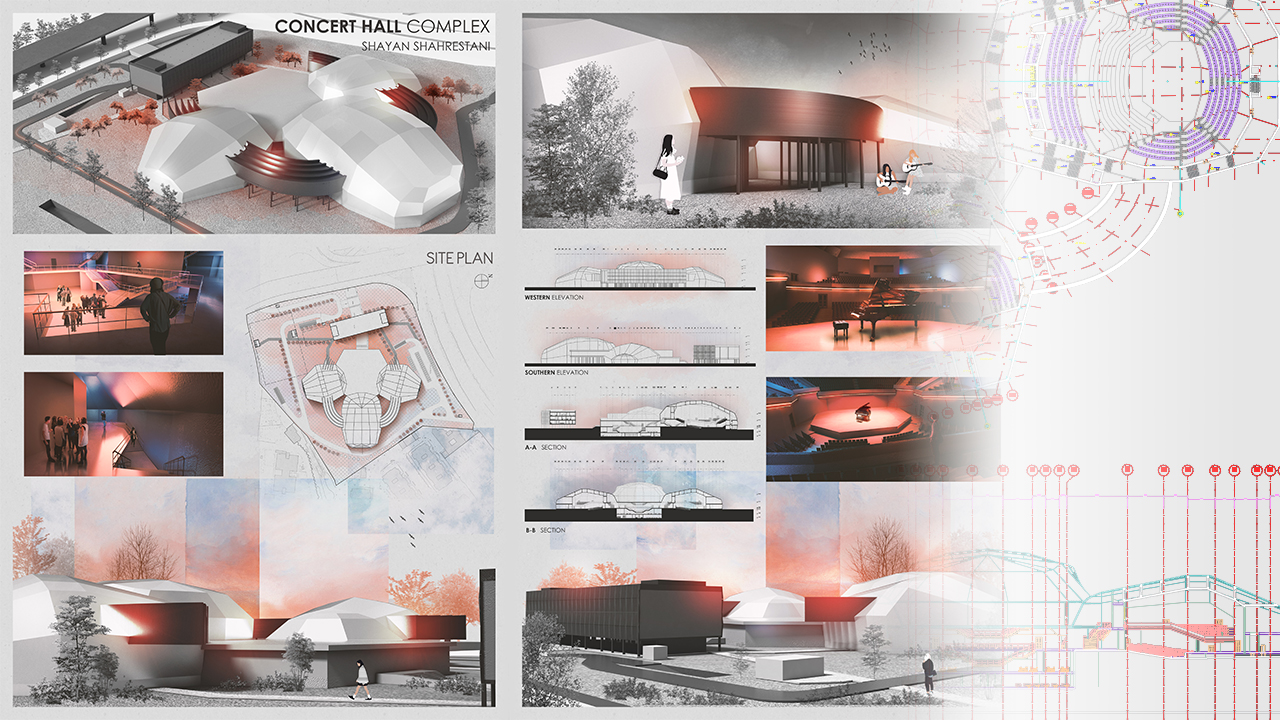 CONCERT HALL COMPLEX
SHAYAN SHAHRESTANI
SITE PLAN
WESTERN ELEVATION
SOUTHERN ELEVATION
A-A SECTION
B-B SECTION